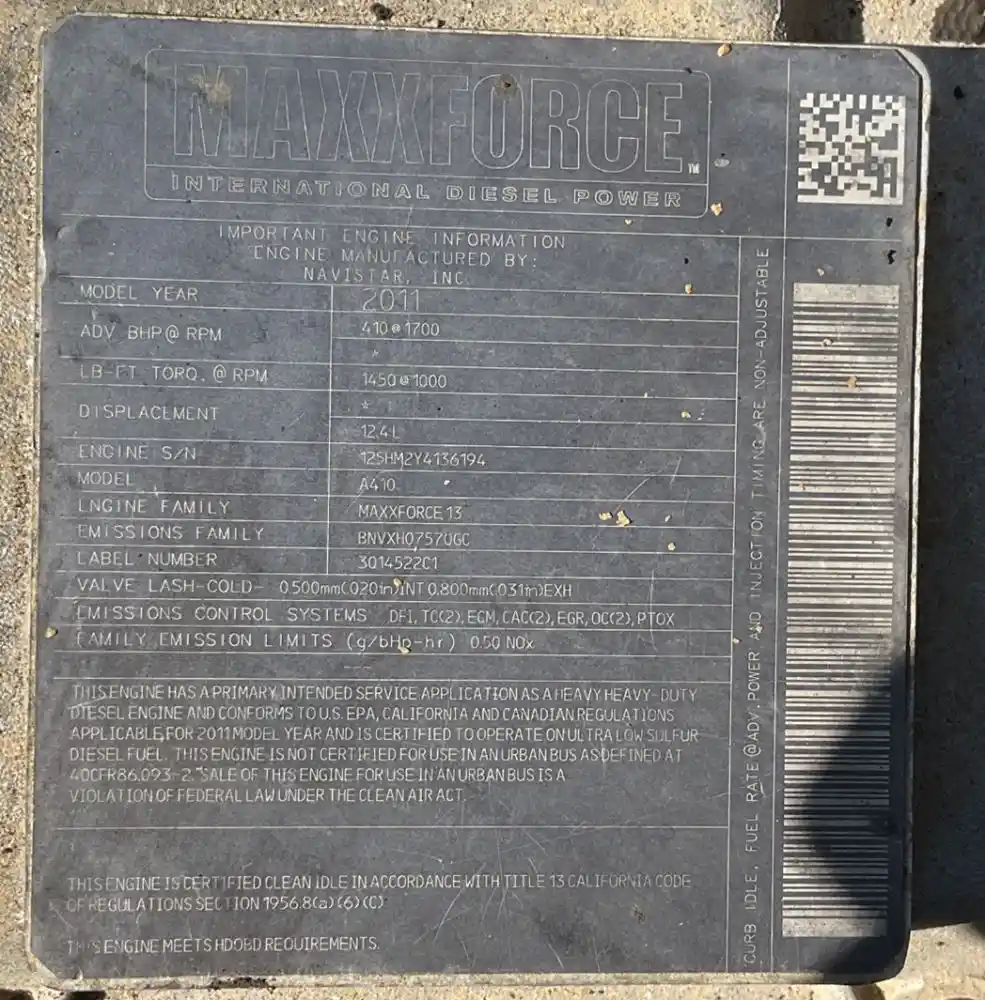 MAXXFORCE™
INTERNATIONAL DIESEL POWER
IMPORTANT ENGINE INFORMATION
ENGINE MANUFACTURED BY:
NAVISTAR, INC.
MODEL YEAR 2011
ADV BHP@ RPM 410@1700
*
LB-FT TORQ. @ RPM 1450@1000
*
DISPLACEMENT 12.4L
ENGINE S/N 125HM2Y4136194
MODEL A410
ENGINE FAMILY MAXXFORCE 13
EMISSIONS FAMILY BNVXH07570GC
LABEL NUMBER 3014522C1
VALVE LASH-COLD- 0.500mm(.020in)INT 0.800mm(.031in)EXH
EMISSIONS CONTROL SYSTEMS DFI, TC(2), ECM, CAC(2), EGR, OC(2), PTOX
FAMILY EMISSION LIMITS (g/bHp-hr) 0.50 NOx
---
THIS ENGINE HAS A PRIMARY INTENDED SERVICE APPLICATION AS A HEAVY HEAVY-DUTY
DIESEL ENGINE AND CONFORMS TO U.S. EPA, CALIFORNIA AND CANADIAN REGULATIONS
APPLICABLE FOR 2011 MODEL YEAR AND IS CERTIFIED TO OPERATE ON ULTRA LOW SULFUR
DIESEL FUEL. THIS ENGINE IS NOT CERTIFIED FOR USE IN AN URBAN BUS AS DEFINED AT
40CFR86.093-2. SALE OF THIS ENGINE FOR USE IN AN URBAN BUS IS A
VIOLATION OF FEDERAL LAW UNDER THE CLEAN AIR ACT.
THIS ENGINE IS CERTIFIED CLEAN IDLE IN ACCORDANCE WITH TITLE 13 CALIFORNIA CODE
OF REGULATIONS SECTION 1956.8(a)(6)(C)
THIS ENGINE MEETS HDOBD REQUIREMENTS.
CURB IDLE, FUEL RATE@ADV. POWER AND INJECTION TIMING ARE NON-ADJUSTABLE